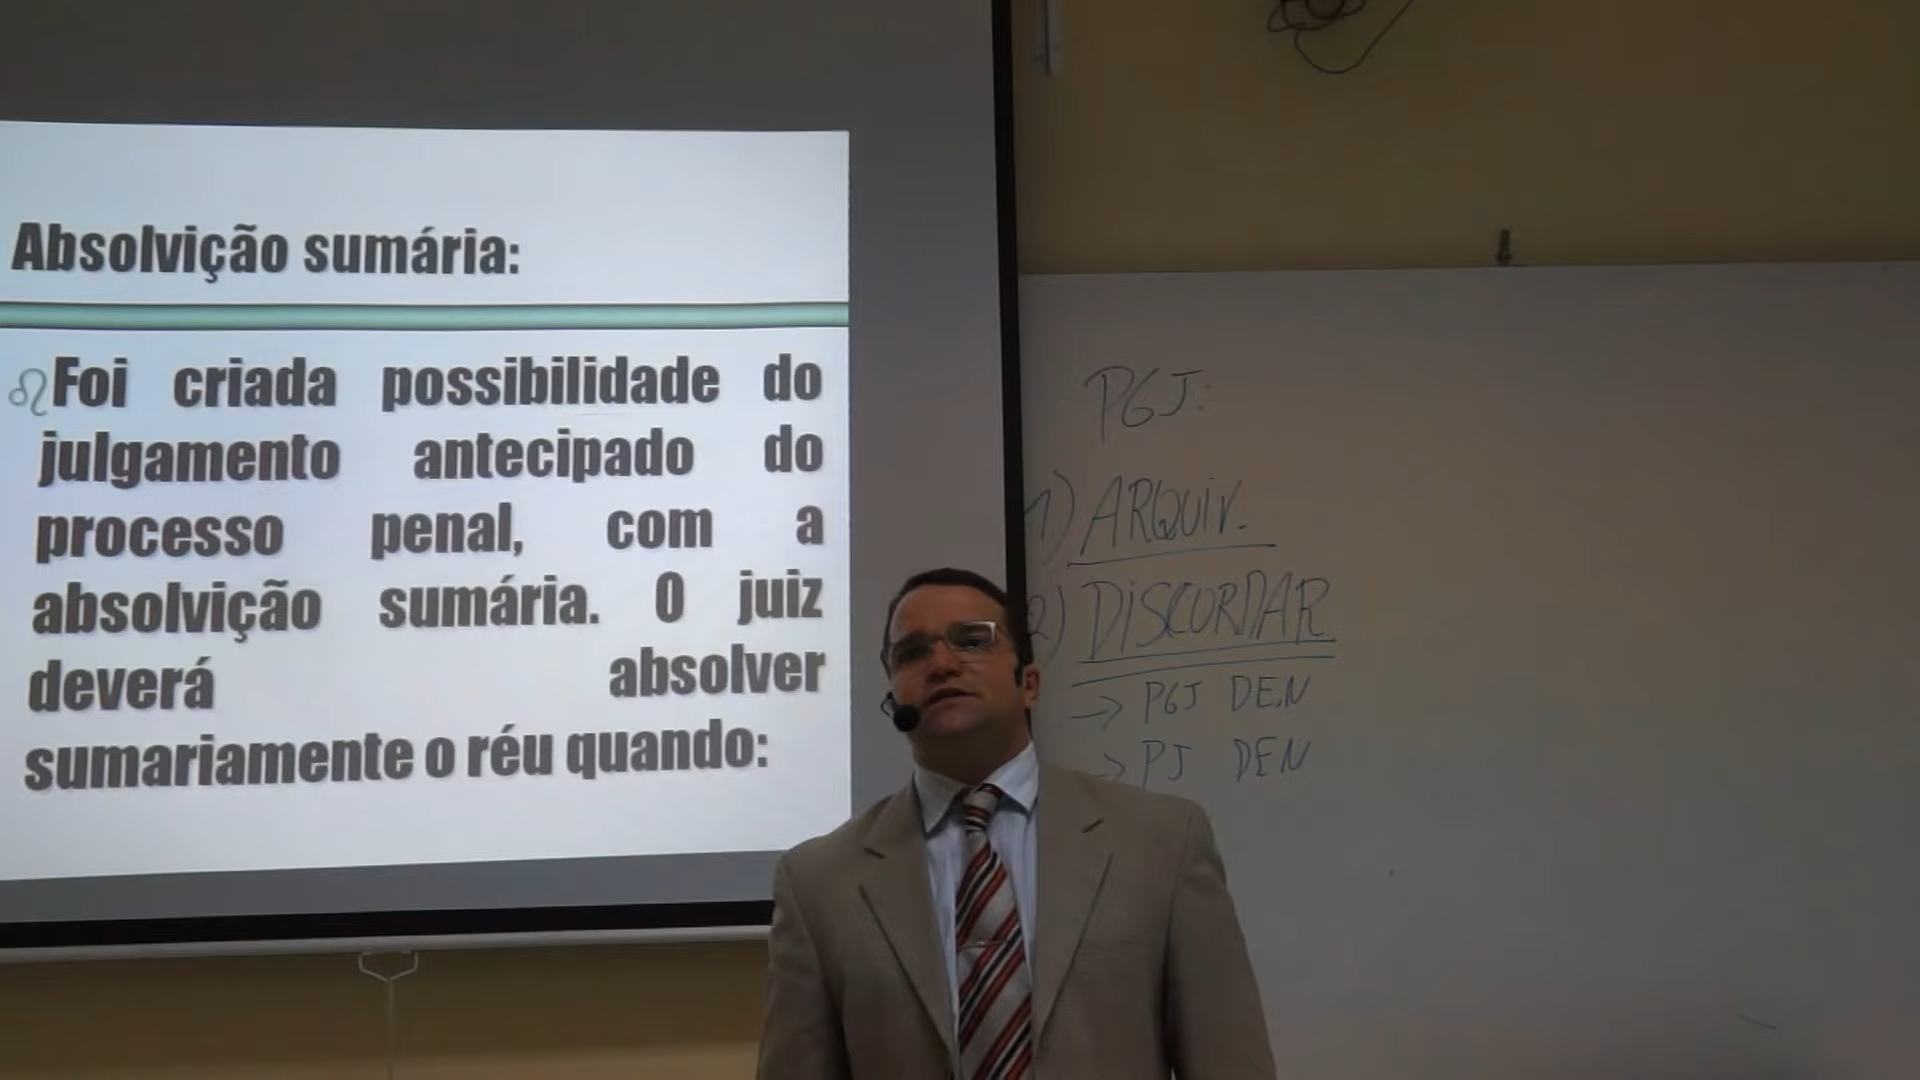 Absolvição sumária:
Foi criada possibilidade do
julgamento antecipado do
processo penal, com a
absolvição sumária. O juiz
deverá absolver
sumariamente o réu quando:
PGJ:
1) ARQUIV.
2) DISCORDAR
→ PGJ DEN
→ PJ DEN